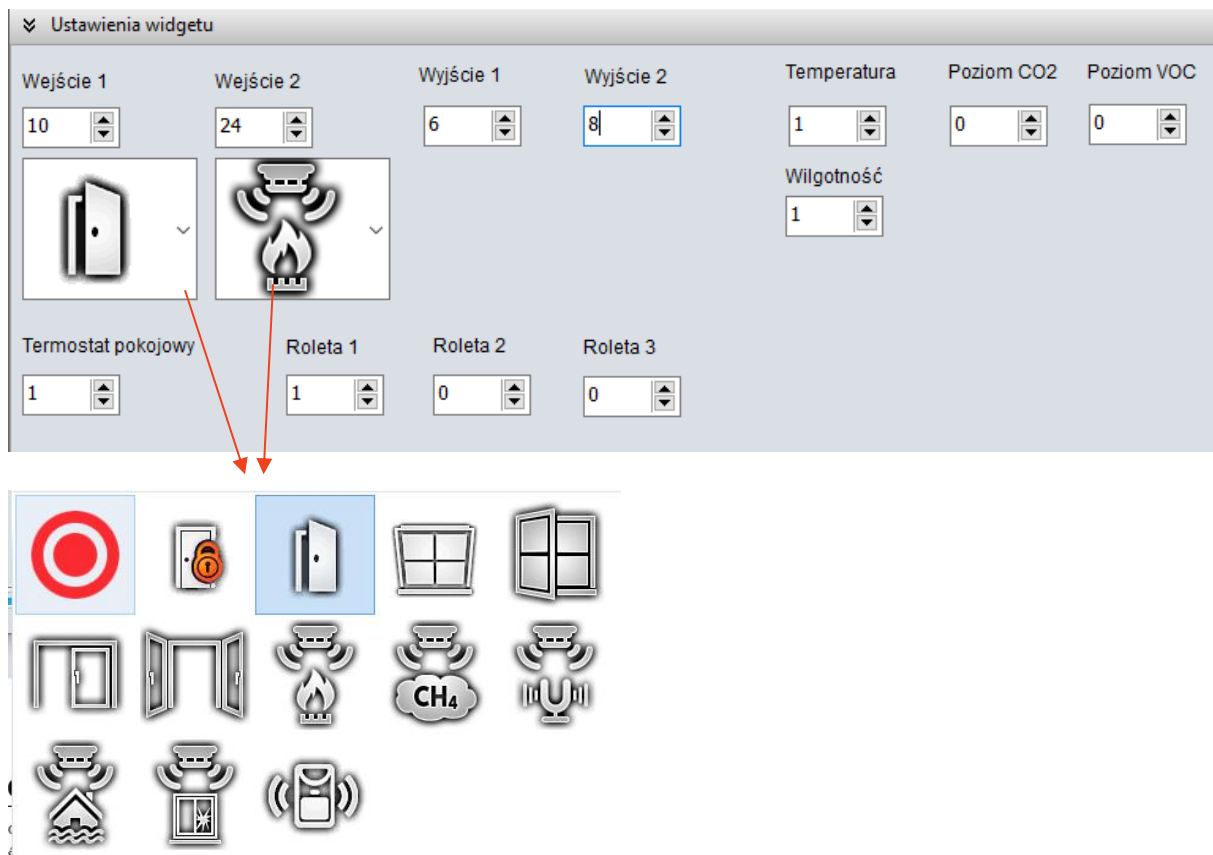 Ustawienia widgetu
Wejście 1 Wejście 2 Wyjście 1 Wyjście 2 Temperatura Poziom CO2 Poziom VOC
10 24 6 8 1 0 0
Wilgotność
1
Termostat pokojowy Roleta 1 Roleta 2 Roleta 3
1 1 0 0
CH4